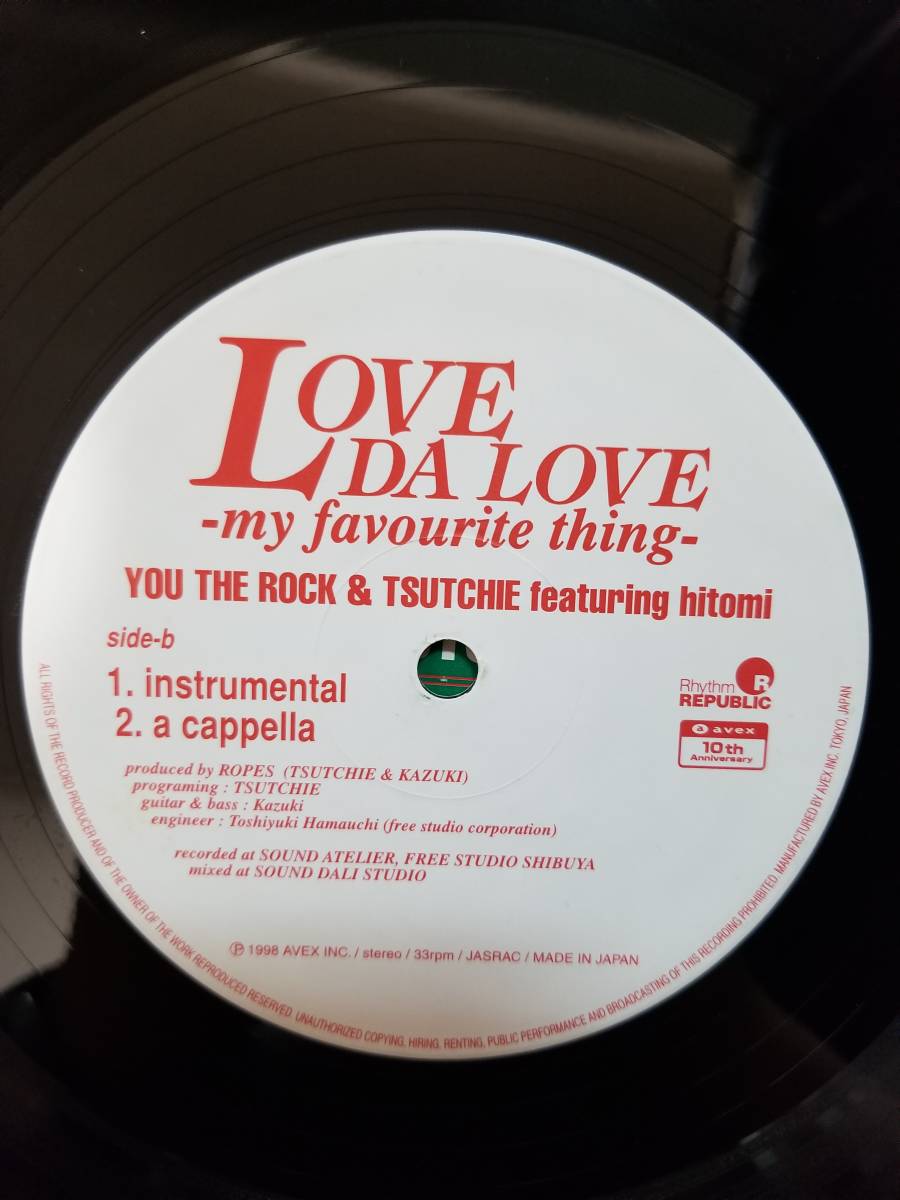 LOVE
DA LOVE
-my favourite thing-
YOU THE ROCK & TSUTCHIE featuring hitomi
side-b
1. instrumental
2. a cappella
Rhythm R
REPUBLIC
a avex
10th
Anniversary
produced by ROPES (TSUTCHIE & KAZUKI)
programing : TSUTCHIE
guitar & bass : Kazuki
engineer : Toshiyuki Hamauchi (free studio corporation)
recorded at SOUND ATELIER, FREE STUDIO SHIBUYA
mixed at SOUND DALI STUDIO
Ⓟ 1998 AVEX INC. / stereo / 33rpm / JASRAC / MADE IN JAPAN
ALL RIGHTS OF THE RECORD PRODUCER AND OF THE OWNER OF THE WORK REPRODUCED RESERVED. UNAUTHORIZED COPYING, HIRING, RENTING, PUBLIC PERFORMANCE AND BROADCASTING OF THIS RECORDING PROHIBITED. MANUFACTURED BY AVEX INC. TOKYO, JAPAN